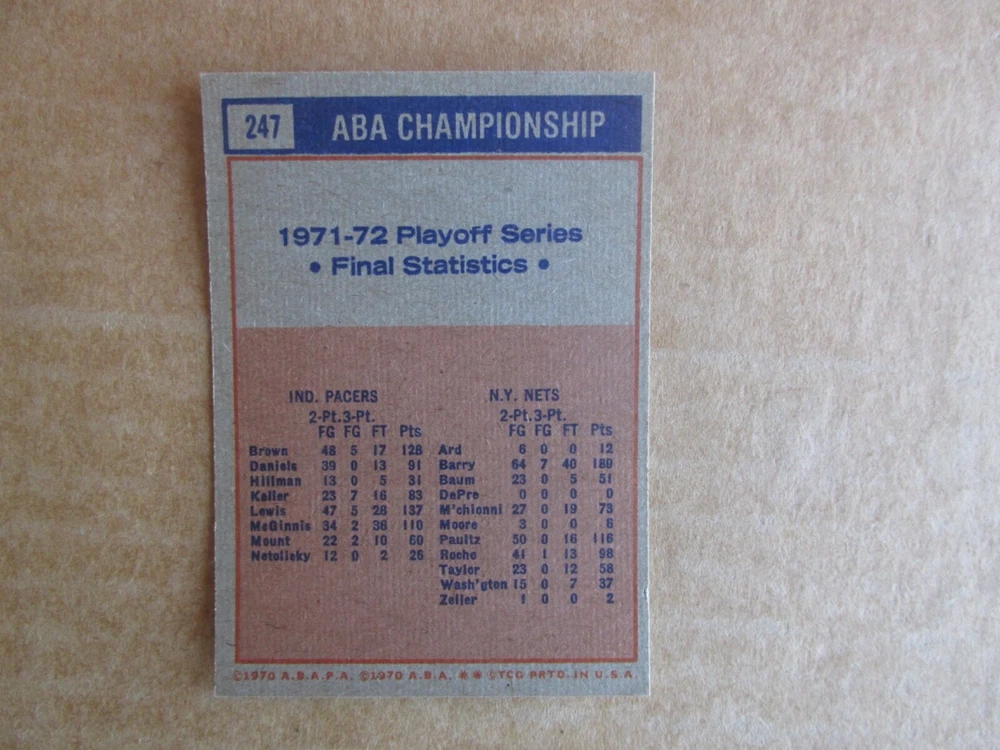 247
ABA CHAMPIONSHIP
1971-72 Playoff Series
• Final Statistics •
IND. PACERS
2-Pt. 3-Pt.
FG FG FT Pts
Brown 48 5 17 128
Daniels 39 0 13 91
Hillman 13 0 5 31
Keller 23 7 16 83
Lewis 47 5 28 137
McGinnis 34 2 36 110
Mount 22 2 10 60
Netolicky 12 0 2 26
N.Y. NETS
2-Pt. 3-Pt.
FG FG FT Pts
Ard 6 0 0 12
Barry 64 7 40 189
Baum 23 0 5 51
DePre 0 0 0 0
M'chionni 27 0 19 73
Moore 3 0 0 6
Paultz 50 0 16 116
Roche 41 1 13 98
Taylor 23 0 12 58
Wash'gton 15 0 7 37
Zeller 1 0 0 2
©1970 A.B.A.P.A. ©1970 A.B.A. ✶ ✶ ©TCG PRTD. IN U.S.A.